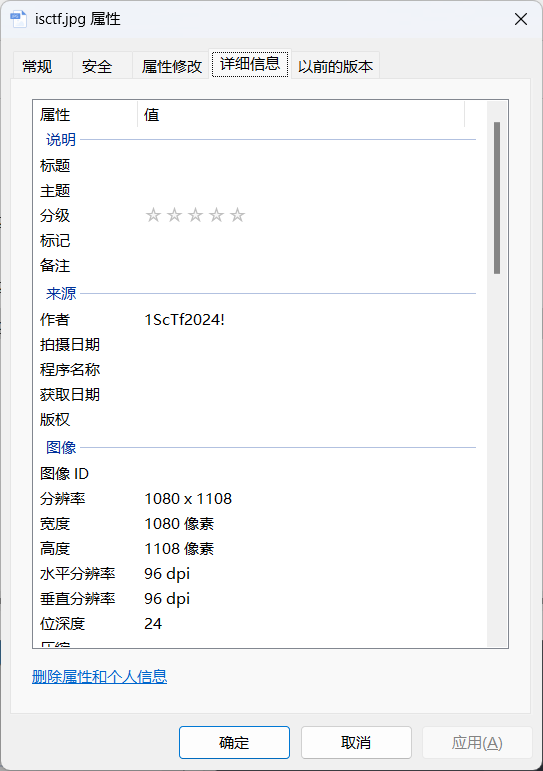 isctf.jpg 属性
常规 安全 属性修改 详细信息 以前的版本
属性 值
说明
标题
主题
分级
标记
备注
来源
作者 1ScTf2024!
拍摄日期
程序名称
获取日期
版权
图像
图像 ID
分辨率 1080 x 1108
宽度 1080 像素
高度 1108 像素
水平分辨率 96 dpi
垂直分辨率 96 dpi
位深度 24
压缩
删除属性和个人信息
确定 取消 应用(A)